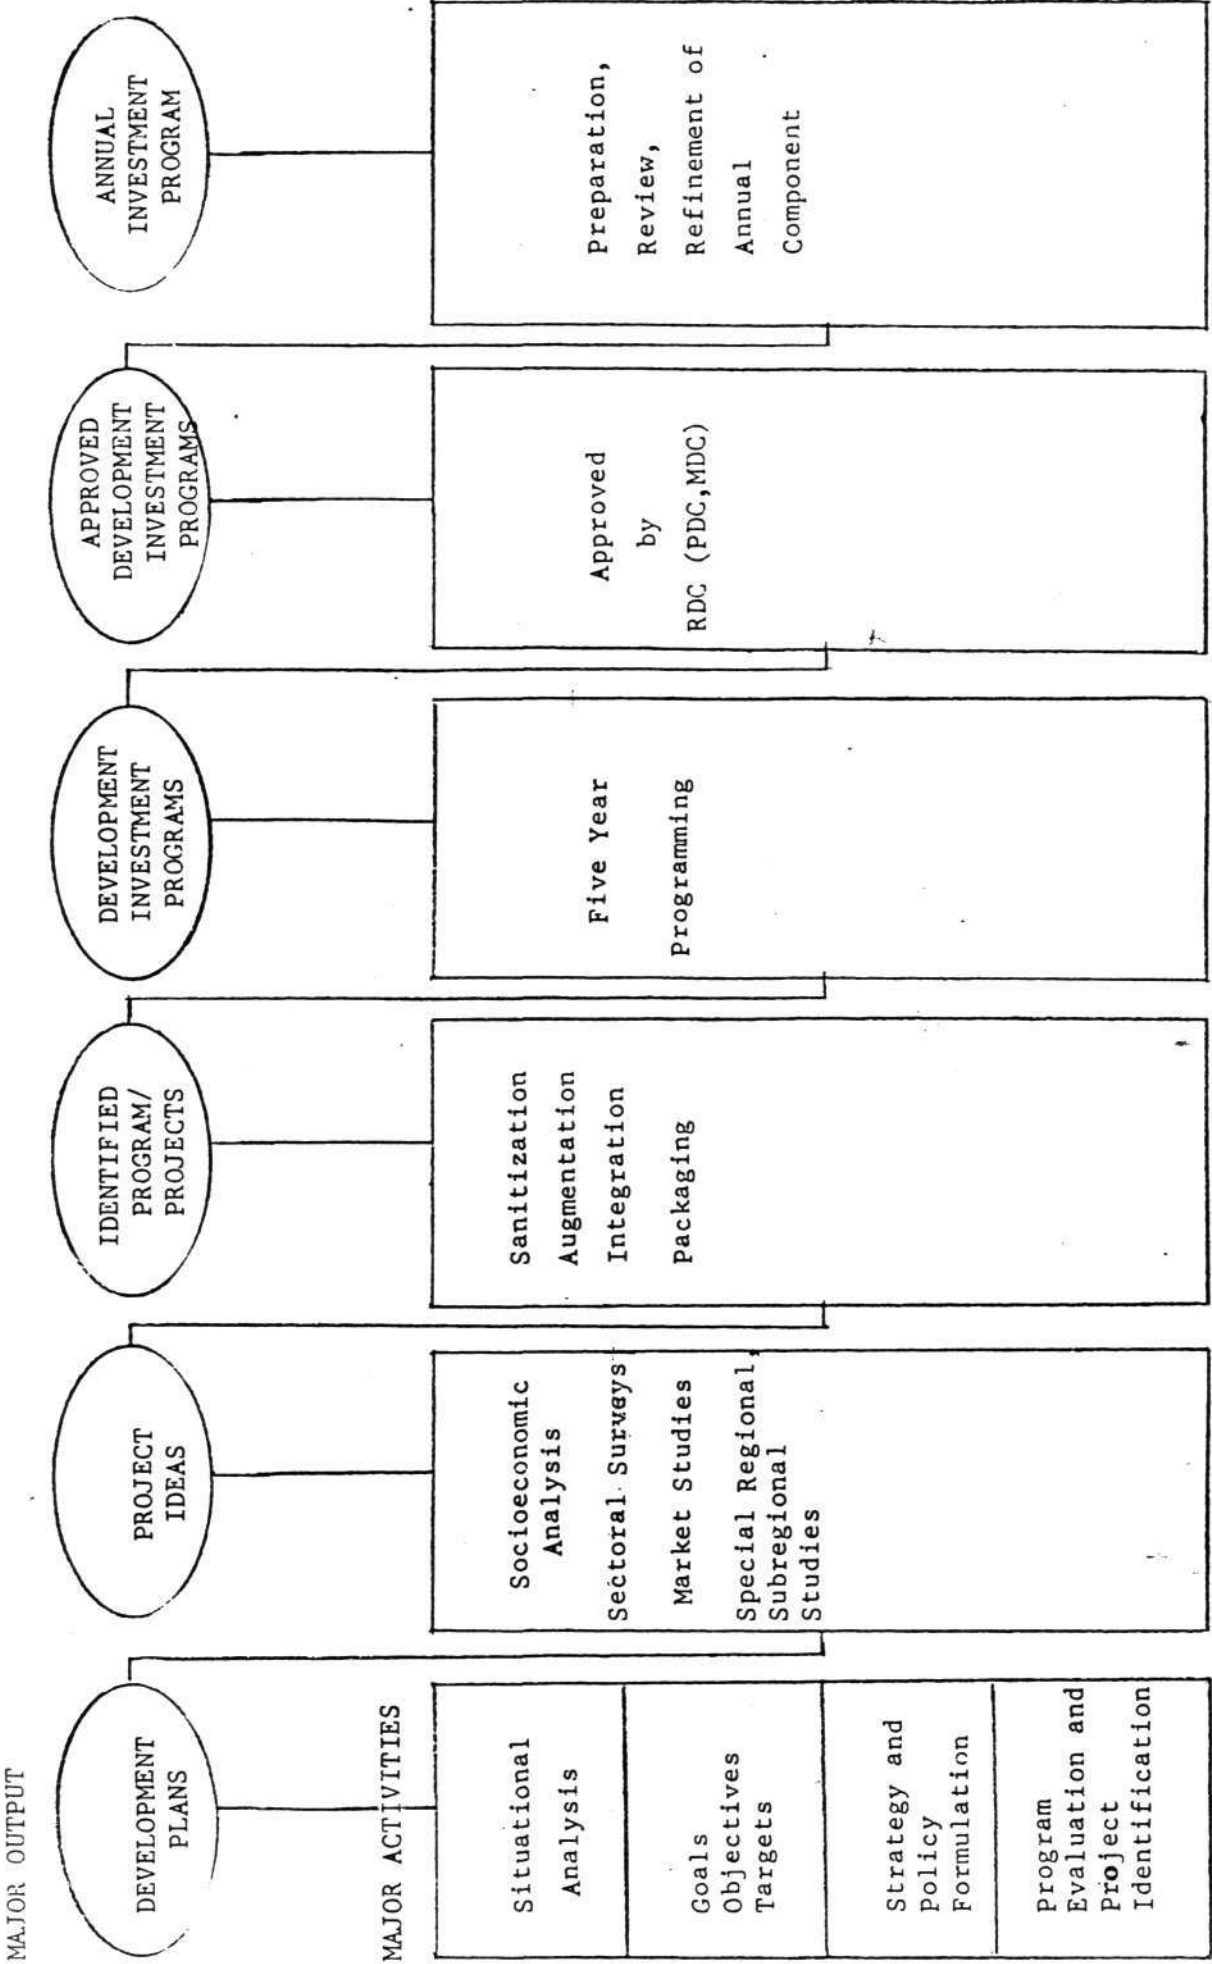 MAJOR OUTPUT
DEVELOPMENT
PLANS
PROJECT
IDEAS
IDENTIFIED
PROGRAM/
PROJECTS
DEVELOPMENT
INVESTMENT
PROGRAMS
APPROVED
DEVELOPMENT
INVESTMENT
PROGRAMS
ANNUAL
INVESTMENT
PROGRAM
MAJOR ACTIVITIES
Situational
Analysis
Goals
Objectives
Targets
Strategy and
Policy
Formulation
Program
Evaluation and
Project
Identification
Socioeconomic
Analysis
Sectoral Surveys
Market Studies
Special Regional,
Subregional
Studies
Sanitization
Augmentation
Integration
Packaging
Five Year
Programming
Approved
by
RDC (PDC,MDC)
Preparation,
Review,
Refinement of
Annual
Component